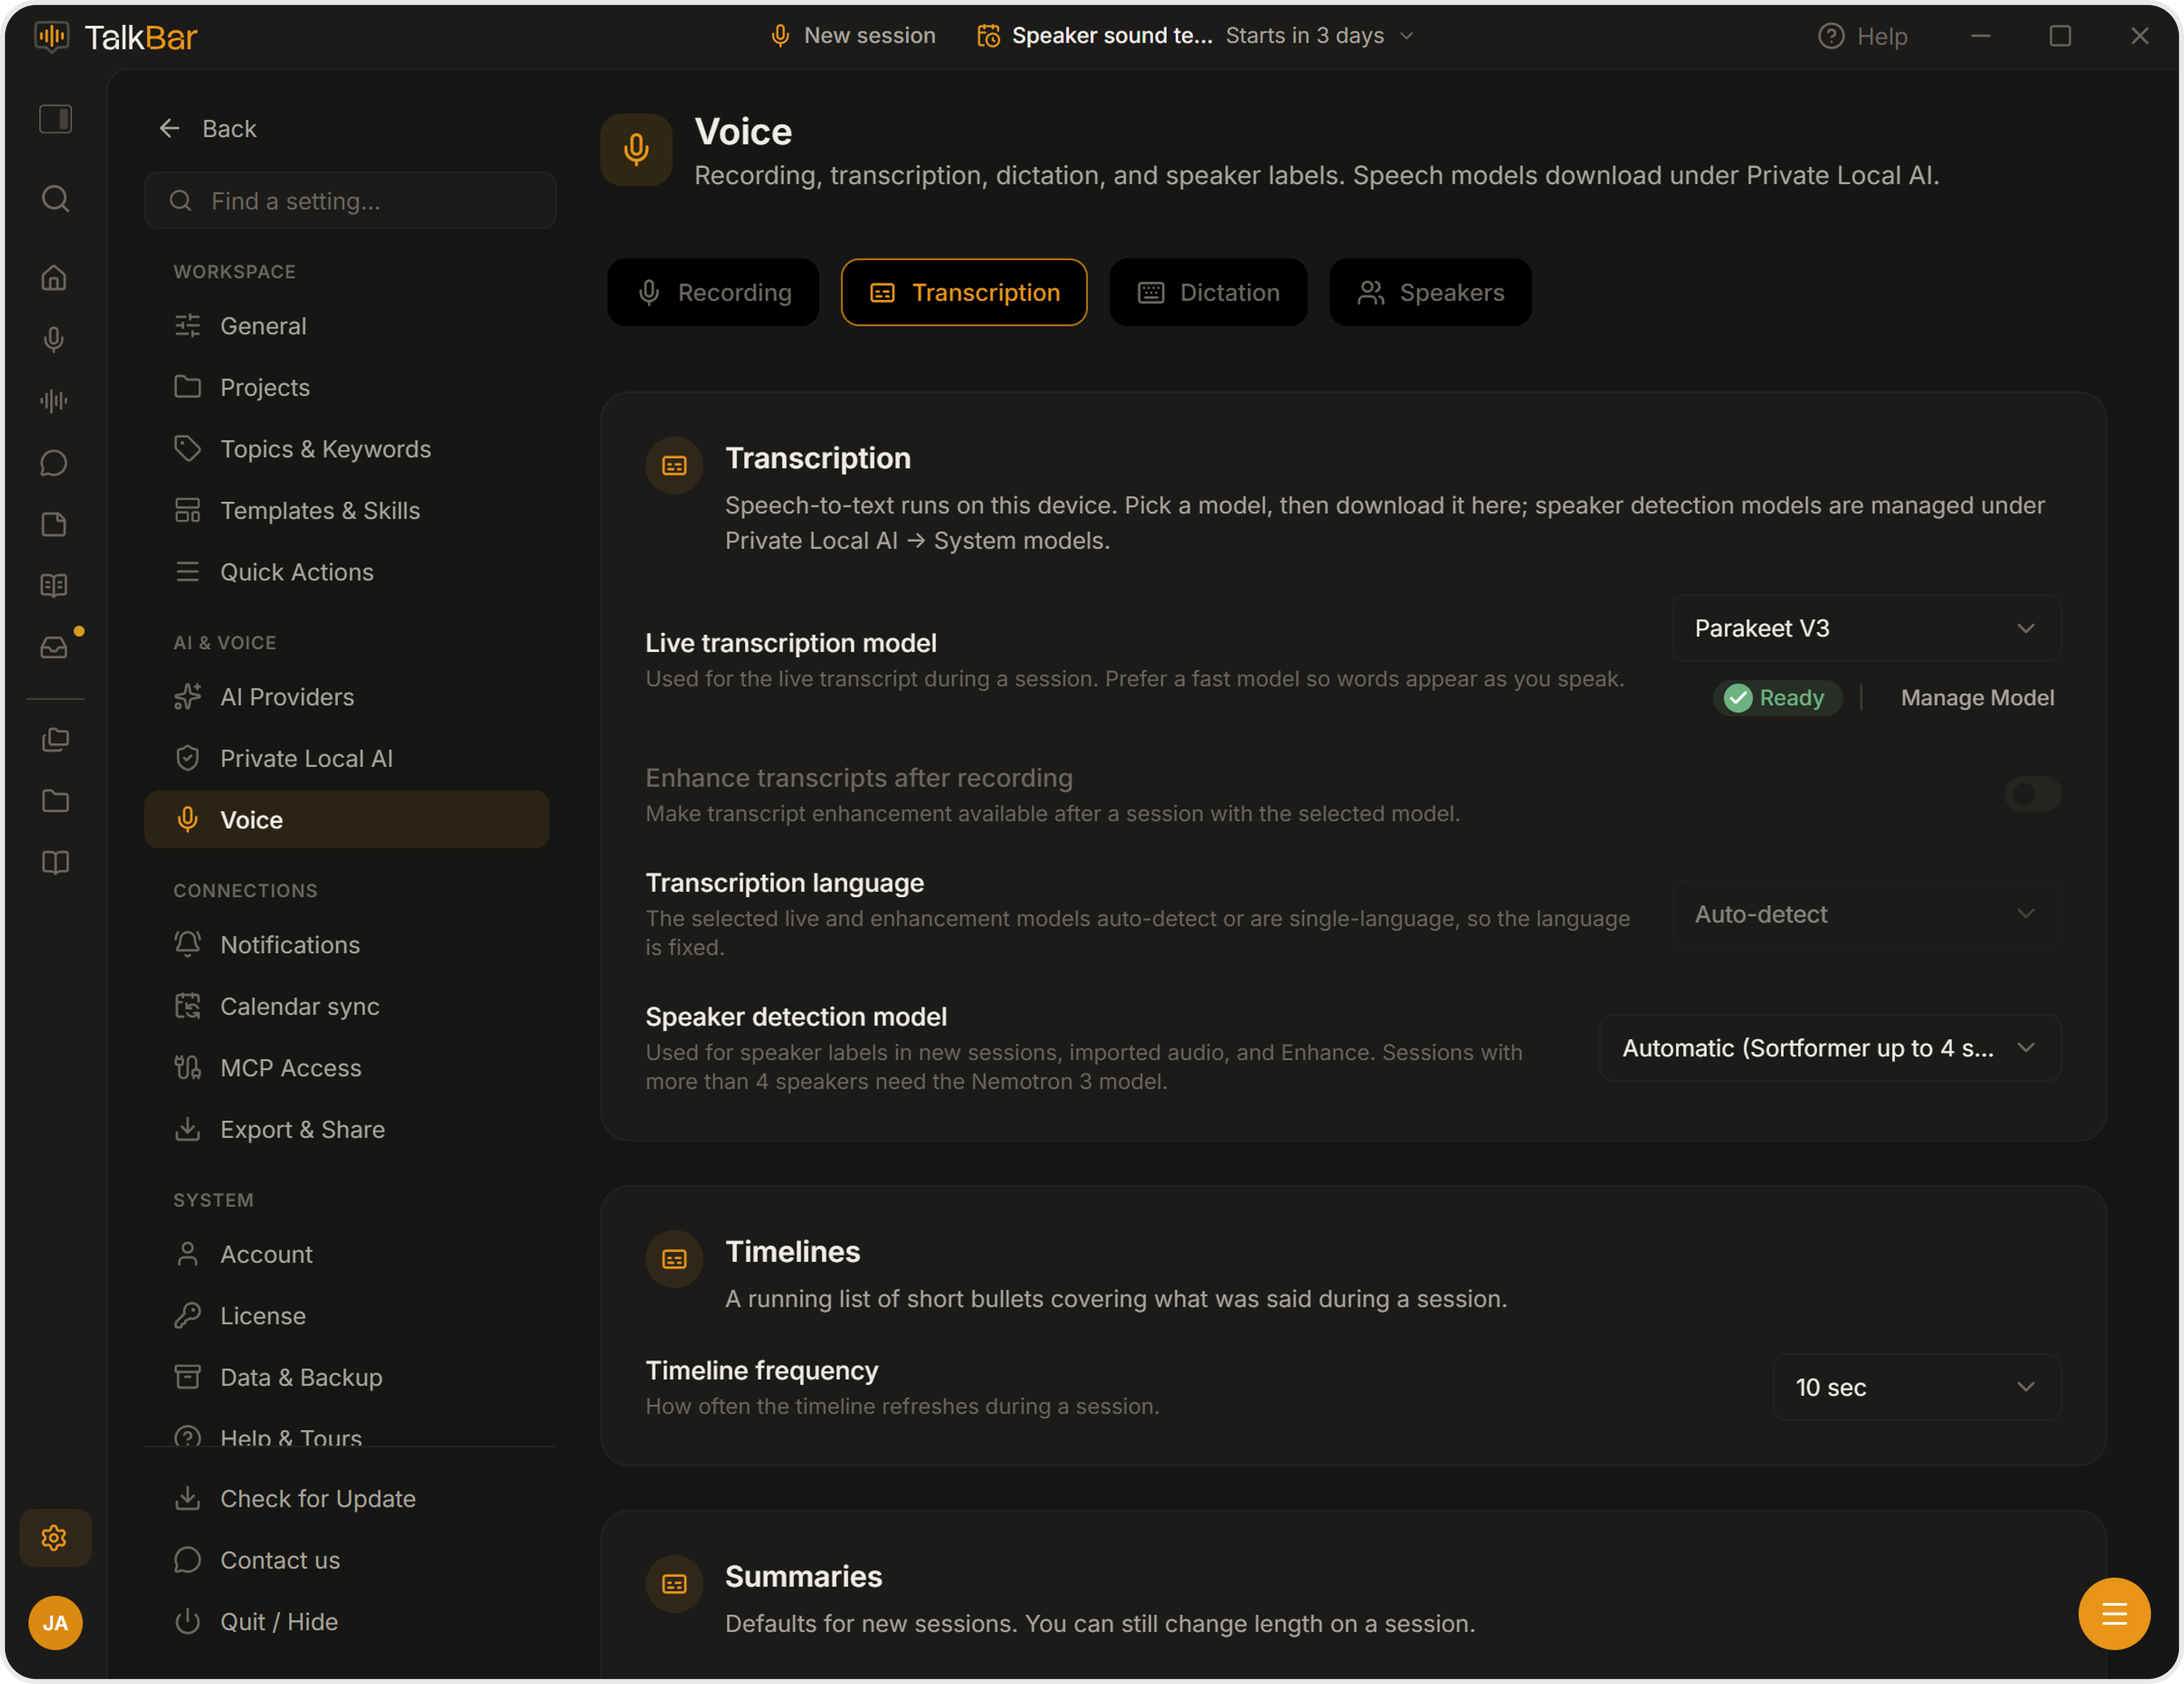 TalkBar
New session
Speaker sound te... Starts in 3 days
Help
Back
Find a setting...
WORKSPACE
General
Projects
Topics & Keywords
Templates & Skills
Quick Actions
AI & VOICE
AI Providers
Private Local AI
Voice
CONNECTIONS
Notifications
Calendar sync
MCP Access
Export & Share
SYSTEM
Account
License
Data & Backup
Help & Tours
Check for Update
Contact us
Quit / Hide
JA
Voice
Recording, transcription, dictation, and speaker labels. Speech models download under Private Local AI.
Recording
Transcription
Dictation
Speakers
Transcription
Speech-to-text runs on this device. Pick a model, then download it here; speaker detection models are managed under
Private Local AI → System models.
Live transcription model
Used for the live transcript during a session. Prefer a fast model so words appear as you speak.
Parakeet V3
Ready
Manage Model
Enhance transcripts after recording
Make transcript enhancement available after a session with the selected model.
Transcription language
The selected live and enhancement models auto-detect or are single-language, so the language
is fixed.
Auto-detect
Speaker detection model
Used for speaker labels in new sessions, imported audio, and Enhance. Sessions with
more than 4 speakers need the Nemotron 3 model.
Automatic (Sortformer up to 4 s...
Timelines
A running list of short bullets covering what was said during a session.
Timeline frequency
How often the timeline refreshes during a session.
10 sec
Summaries
Defaults for new sessions. You can still change length on a session.